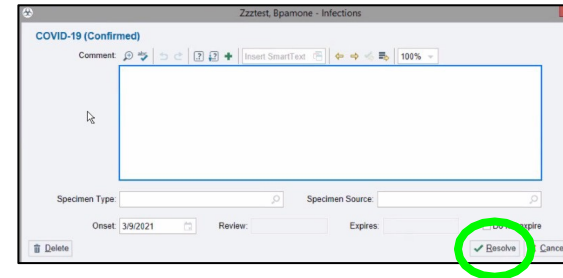 Zzztest, Bpamone - Infections
COVID-19 (Confirmed)
Comment: Insert SmartText 100%
Specimen Type: Specimen Source:
Onset: 3/9/2021 Review: Expires: expire
Delete Resolve Cance